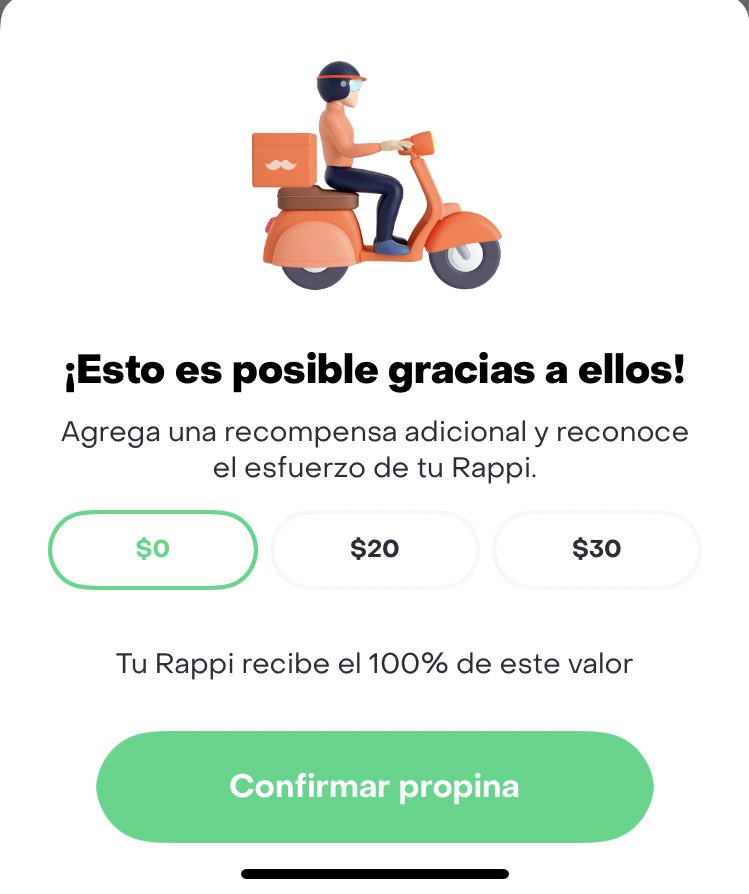 ¡Esto es posible gracias a ellos!
Agrega una recompensa adicional y reconoce
el esfuerzo de tu Rappi.
$0 $20 $30
Tu Rappi recibe el 100% de este valor
Confirmar propina